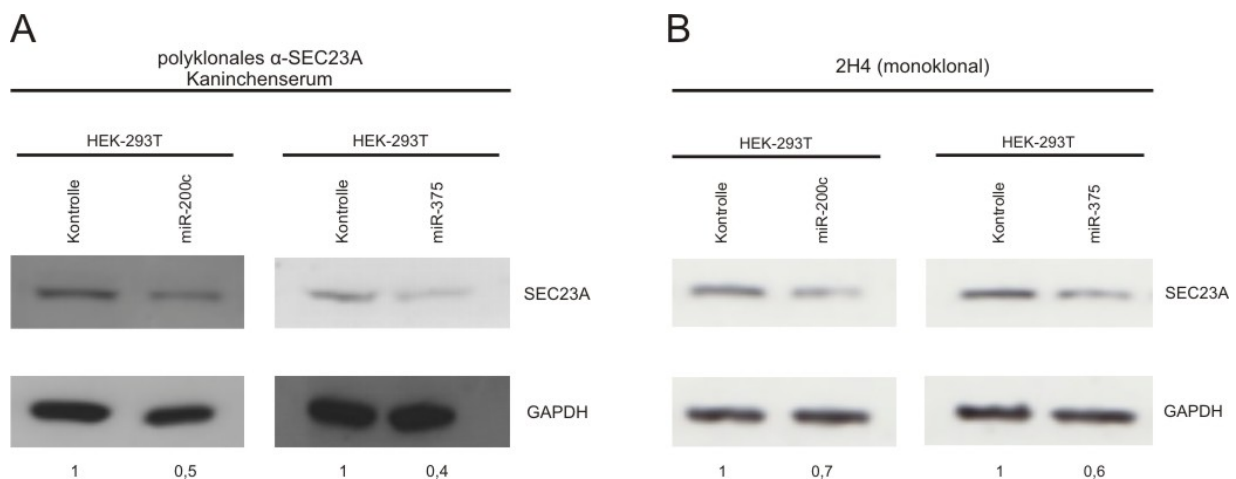 A
polyklonales α-SEC23A
Kaninchenserum
HEK-293T
HEK-293T
Kontrolle
miR-200c
Kontrolle
miR-375
SEC23A
GAPDH
1
0,5
1
0,4
B
2H4 (monoklonal)
HEK-293T
HEK-293T
Kontrolle
miR-200c
Kontrolle
miR-375
SEC23A
GAPDH
1
0,7
1
0,6